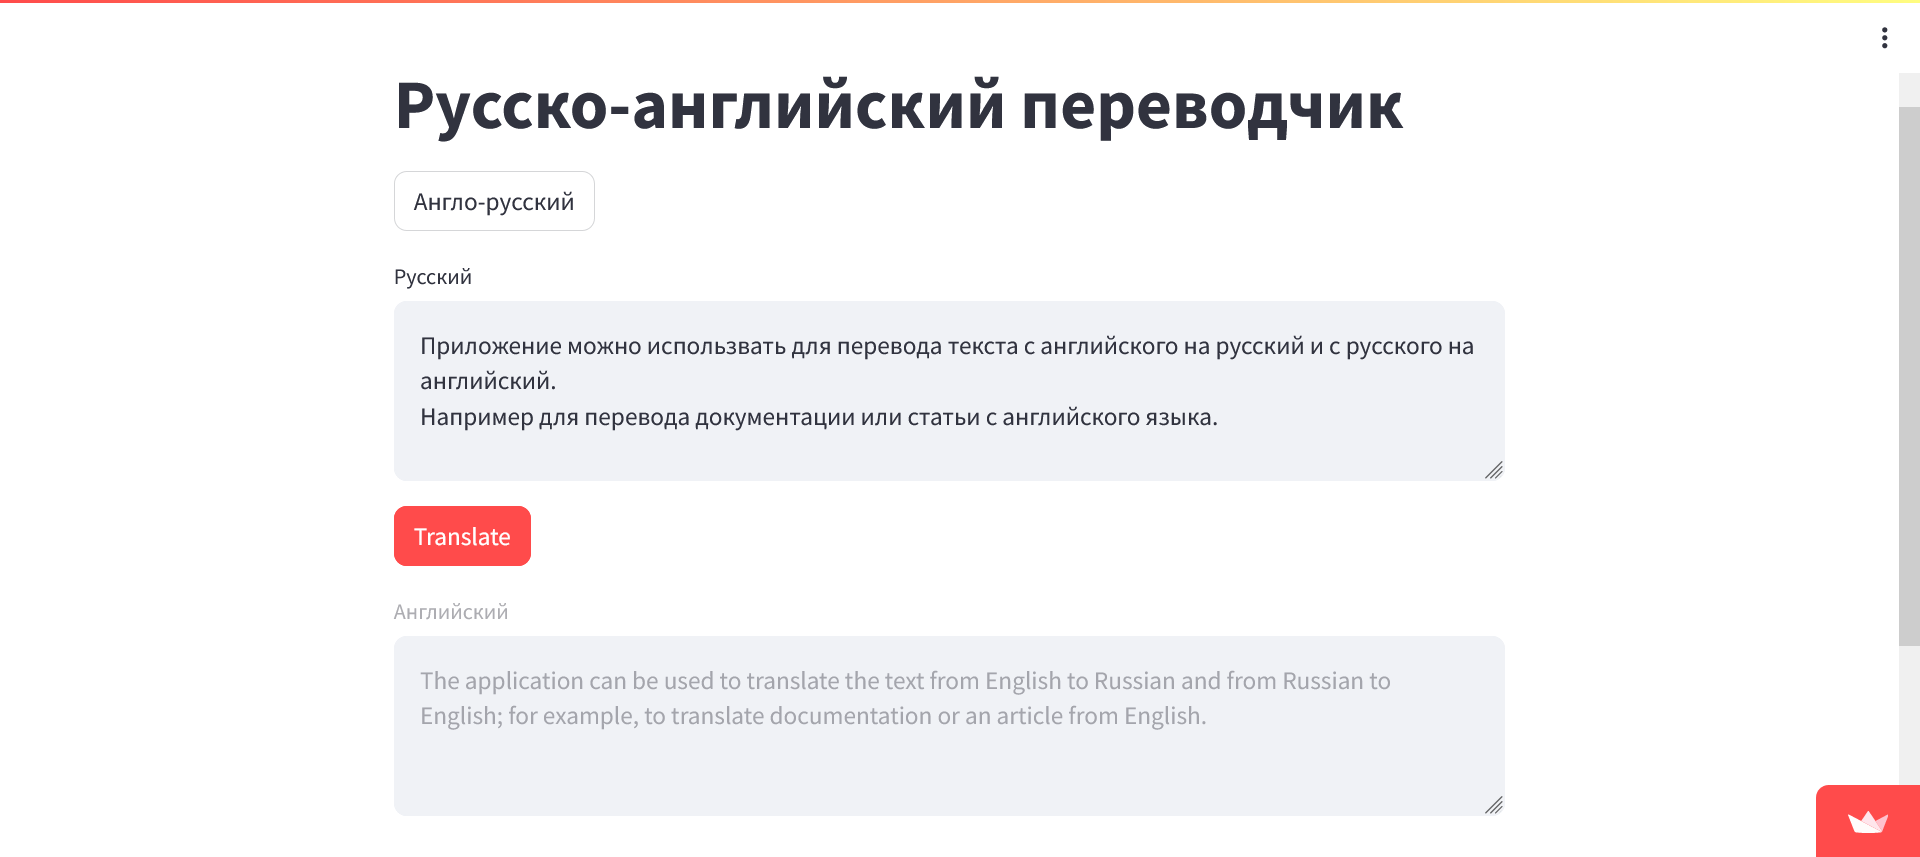 Русско-английский переводчик
Англо-русский
Русский
Приложение можно использвать для перевода текста с английского на русский и с русского на
английский.
Например для перевода документации или статьи с английского языка.
Translate
Английский
The application can be used to translate the text from English to Russian and from Russian to
English; for example, to translate documentation or an article from English.